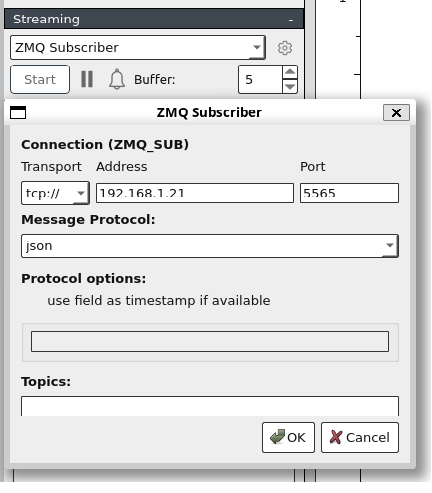 Streaming -
ZMQ Subscriber
Start Buffer: 5
ZMQ Subscriber
Connection (ZMQ_SUB)
Transport Address Port
tcp:// 192.168.1.21 5565
Message Protocol:
json
Protocol options:
use field as timestamp if available
Topics:
OK Cancel